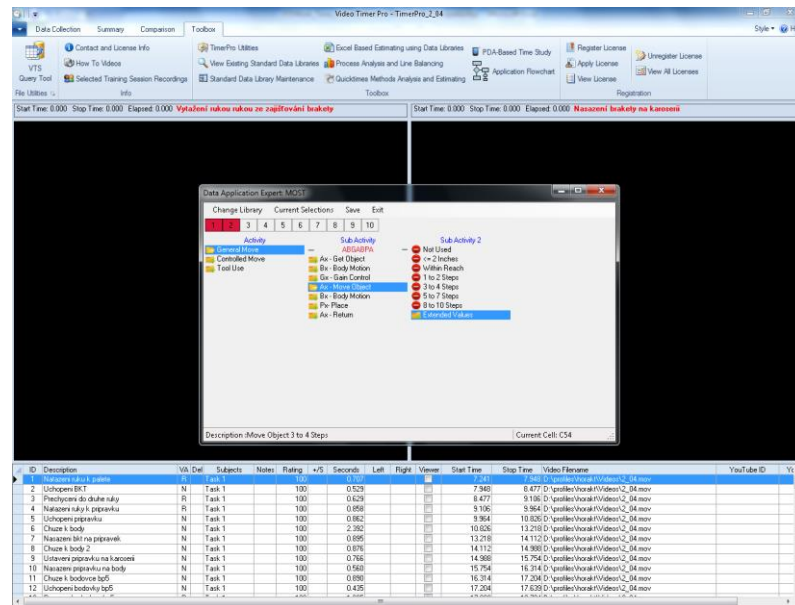 Video Timer Pro - TimerPro_2_04
Data Collection Summary Comparison Toolbox Style
VTS Query Tool
Contact and License Info
How To Videos
Selected Training Session Recordings
TimerPro Utilities
View Existing Standard Data Libraries
Standard Data Library Maintenance
Excel Based Estimating using Data Libraries
Process Analysis and Line Balancing
Quicktimes Methods Analysis and Estimating
PDA-Based Time Study
Application Flowchart
Register License
Apply License
View License
Unregister License
View All Licenses
File Utilities Info Toolbox Registration
Start Time: 0.000 Stop Time: 0.000 Elapsed: 0.000 Vytažení rukou rukou ze zajišťování brakety
Start Time: 0.000 Stop Time: 0.000 Elapsed: 0.000 Nasazení brakety na karoserii
Data Application Expert: MOST
Change Library Current Selections Save Exit
1 2 3 4 5 6 7 8 9 10
Activity Sub Activity Sub Activity 2
General Move ABGABPA Not Used
Controlled Move Ax - Get Object <= 2 Inches
Tool Use Bx - Body Motion Within Reach
Gx - Gain Control 1 to 2 Steps
Ax - Move Object 3 to 4 Steps
Bx - Body Motion 5 to 7 Steps
Px- Place 8 to 10 Steps
Ax - Return Extended Values
Description :Move Object 3 to 4 Steps Current Cell: C54
ID Description VA Del Subjects Notes Rating +/S Seconds Left Right Viewer Start Time Stop Time Video Filename YouTube ID
1 Natazeni ruku k palete R Task 1 100 0.707 7.241 7.948 D:\profiles\horakt\Videos\2_04.mov
2 Uchopeni BKT N Task 1 100 0.529 7.948 8.477 D:\profiles\horakt\Videos\2_04.mov
3 Prechyceni do druhe ruky R Task 1 100 0.629 8.477 9.106 D:\profiles\horakt\Videos\2_04.mov
4 Natazeni ruky k pripravku N Task 1 100 0.858 9.106 9.964 D:\profiles\horakt\Videos\2_04.mov
5 Uchopeni pripravku N Task 1 100 0.862 9.964 10.826 D:\profiles\horakt\Videos\2_04.mov
6 Chuze k body N Task 1 100 2.392 10.826 13.218 D:\profiles\horakt\Videos\2_04.mov
7 Nasazeni bkt na pripravek N Task 1 100 0.895 13.218 14.112 D:\profiles\horakt\Videos\2_04.mov
8 Chuze k body 2 N Task 1 100 0.876 14.112 14.988 D:\profiles\horakt\Videos\2_04.mov
9 Ustaveni pripravku na karoserii N Task 1 100 0.766 14.988 15.754 D:\profiles\horakt\Videos\2_04.mov
10 Nasazeni pripravku na body N Task 1 100 0.560 15.754 16.314 D:\profiles\horakt\Videos\2_04.mov
11 Chuze k bodovce bp5 N Task 1 100 0.890 16.314 17.204 D:\profiles\horakt\Videos\2_04.mov
12 Uchopeni bodovky bp5 N Task 1 100 0.435 17.204 17.639 D:\profiles\horakt\Videos\2_04.mov